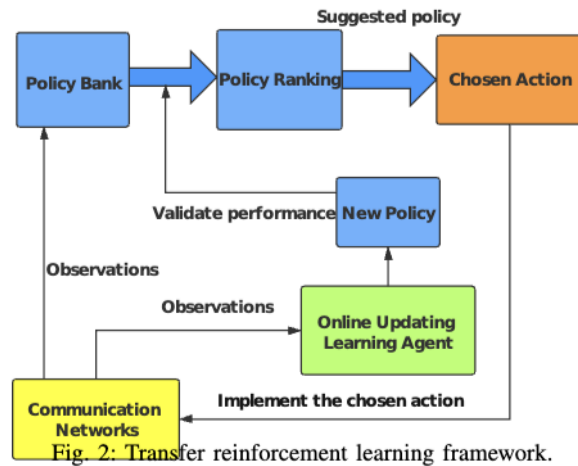 Suggested policy
Policy Bank
Policy Ranking
Chosen Action
Validate performance
New Policy
Observations
Observations
Online Updating
Learning Agent
Implement the chosen action
Communication
Networks
Fig. 2: Transfer reinforcement learning framework.